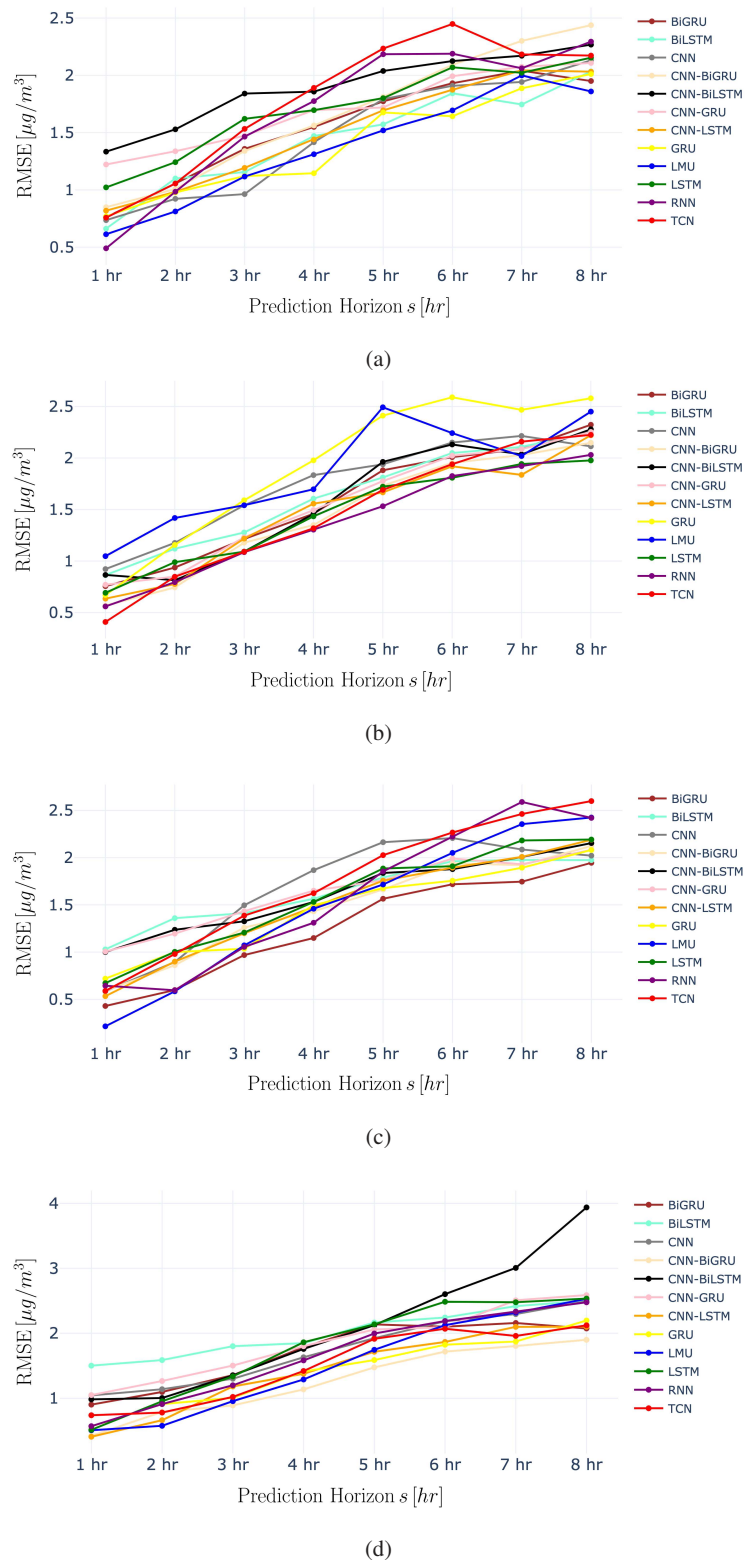 2.5
2
1.5
1
0.5
RMSE [μg/m³]
1 hr 2 hr 3 hr 4 hr 5 hr 6 hr 7 hr 8 hr
Prediction Horizon s [hr]
BiGRU
BiLSTM
CNN
CNN-BiGRU
CNN-BiLSTM
CNN-GRU
CNN-LSTM
GRU
LMU
LSTM
RNN
TCN
(a)
2.5
2
1.5
1
0.5
RMSE [μg/m³]
1 hr 2 hr 3 hr 4 hr 5 hr 6 hr 7 hr 8 hr
Prediction Horizon s [hr]
BiGRU
BiLSTM
CNN
CNN-BiGRU
CNN-BiLSTM
CNN-GRU
CNN-LSTM
GRU
LMU
LSTM
RNN
TCN
(b)
2.5
2
1.5
1
0.5
RMSE [μg/m³]
1 hr 2 hr 3 hr 4 hr 5 hr 6 hr 7 hr 8 hr
Prediction Horizon s [hr]
BiGRU
BiLSTM
CNN
CNN-BiGRU
CNN-BiLSTM
CNN-GRU
CNN-LSTM
GRU
LMU
LSTM
RNN
TCN
(c)
4
3
2
1
RMSE [μg/m³]
1 hr 2 hr 3 hr 4 hr 5 hr 6 hr 7 hr 8 hr
Prediction Horizon s [hr]
BiGRU
BiLSTM
CNN
CNN-BiGRU
CNN-BiLSTM
CNN-GRU
CNN-LSTM
GRU
LMU
LSTM
RNN
TCN
(d)